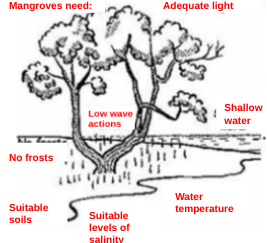 Mangroves need:
Adequate light
Low wave
actions
Shallow
water
No frosts
Water
temperature
Suitable
soils
Suitable
levels of
salinity